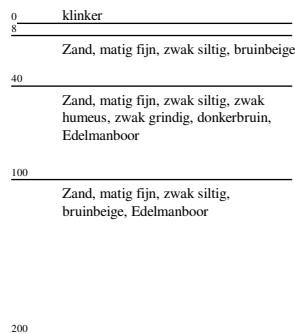 0 klinker
8
Zand, matig fijn, zwak siltig, bruinbeige
40
Zand, matig fijn, zwak siltig, zwak
humeus, zwak grindig, donkerbruin,
Edelmanboor
100
Zand, matig fijn, zwak siltig,
bruinbeige, Edelmanboor
200